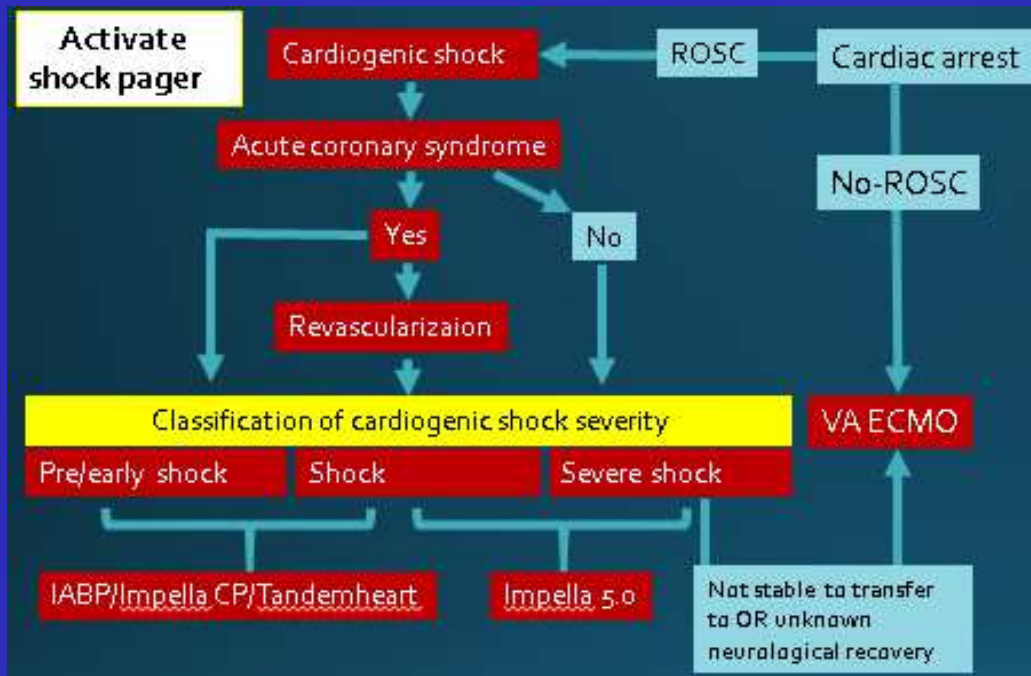 Activate
shock pager
Cardiogenic shock
ROSC
Cardiac arrest
Acute coronary syndrome
No-ROSC
Yes
No
Revascularizaion
Classification of cardiogenic shock severity
VA ECMO
Pre/early shock
Shock
Severe shock
IABP/Impella CP/Tandemheart
Impella 5.0
Not stable to transfer
to OR unknown
neurological recovery